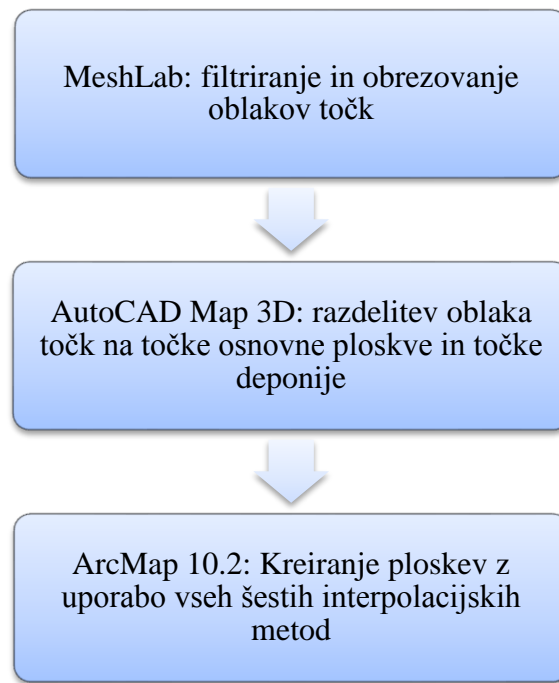 MeshLab: filtriranje in obrezovanje
oblakov točk
AutoCAD Map 3D: razdelitev oblaka
točk na točke osnovne ploskve in točke
deponije
ArcMap 10.2: Kreiranje ploskev z
uporabo vseh šestih interpolacijskih
metod